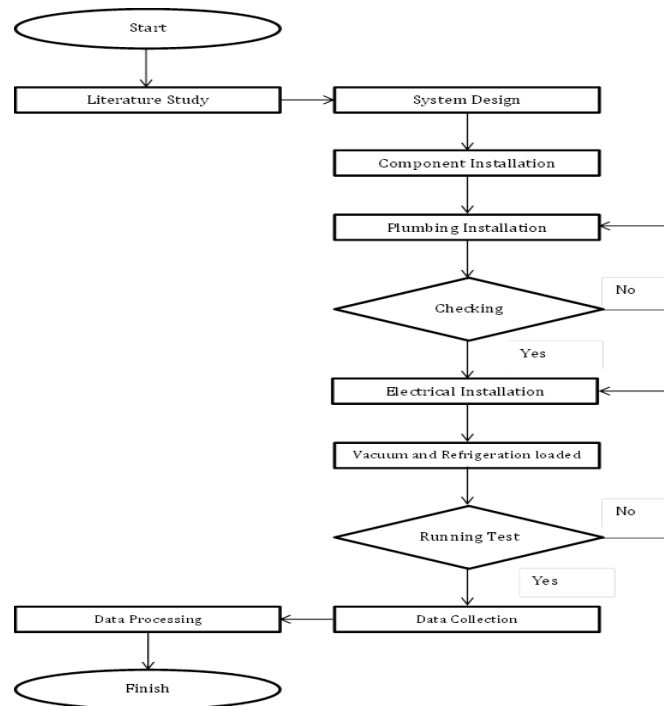 Start
Literature Study
System Design
Component Installation
Plumbing Installation
No
Checking
Yes
Electrical Installation
Vacuum and Refrigeration loaded
No
Running Test
Yes
Data Processing
Data Collection
Finish